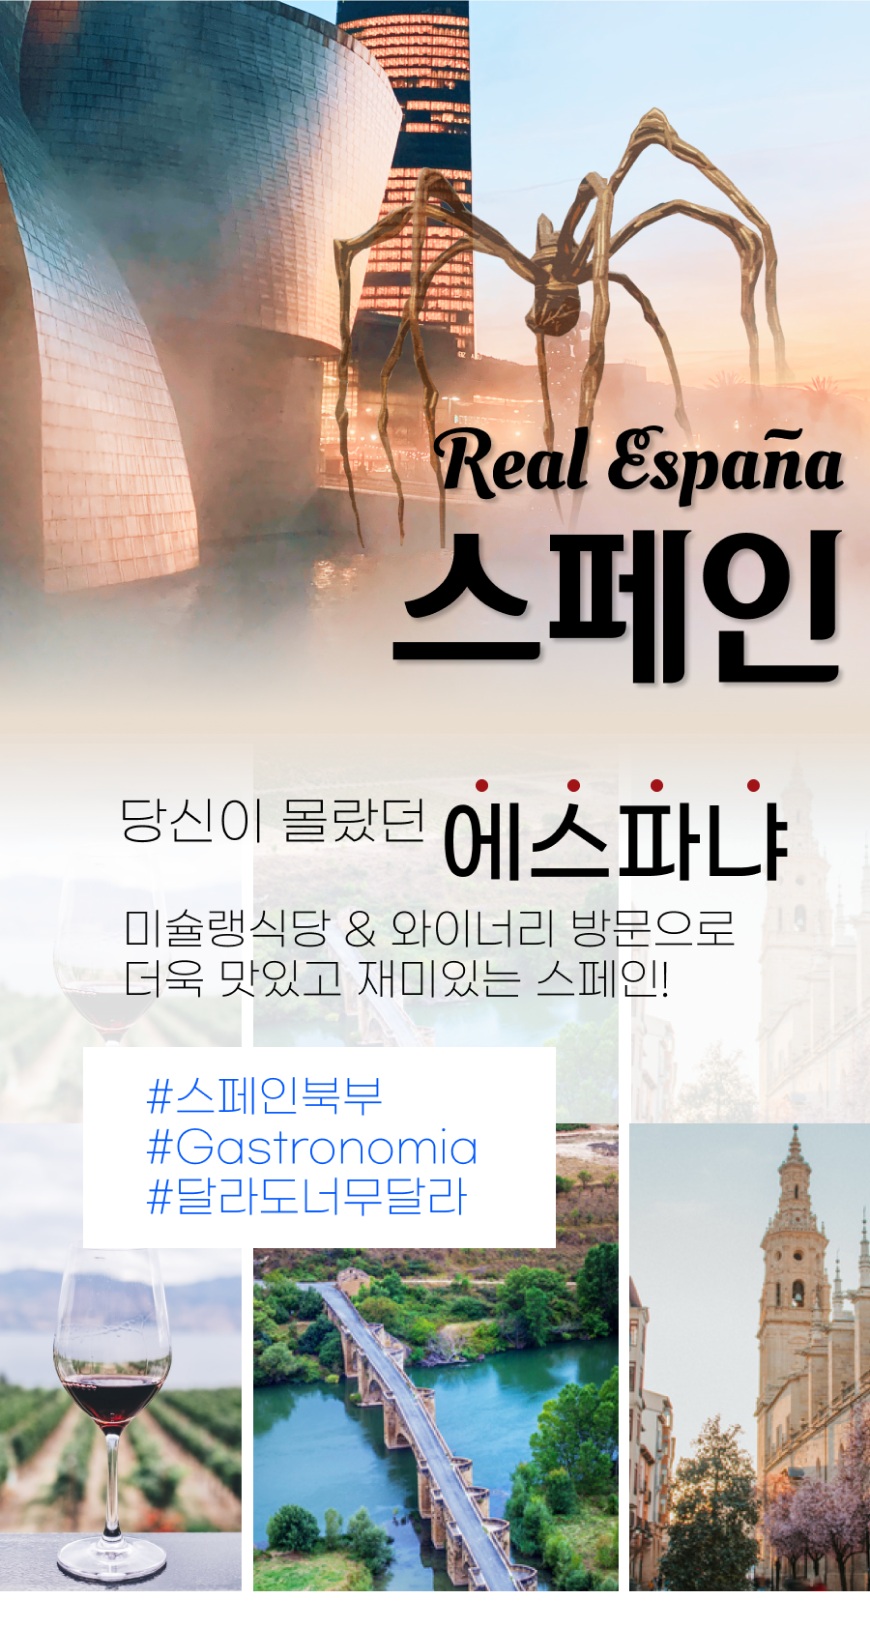 Real España
스페인
당신이 몰랐던 에스파냐
미슐랭식당 & 와이너리 방문으로
더욱 맛있고 재미있는 스페인!
#스페인북부
#Gastronomia
#달라도너무달라